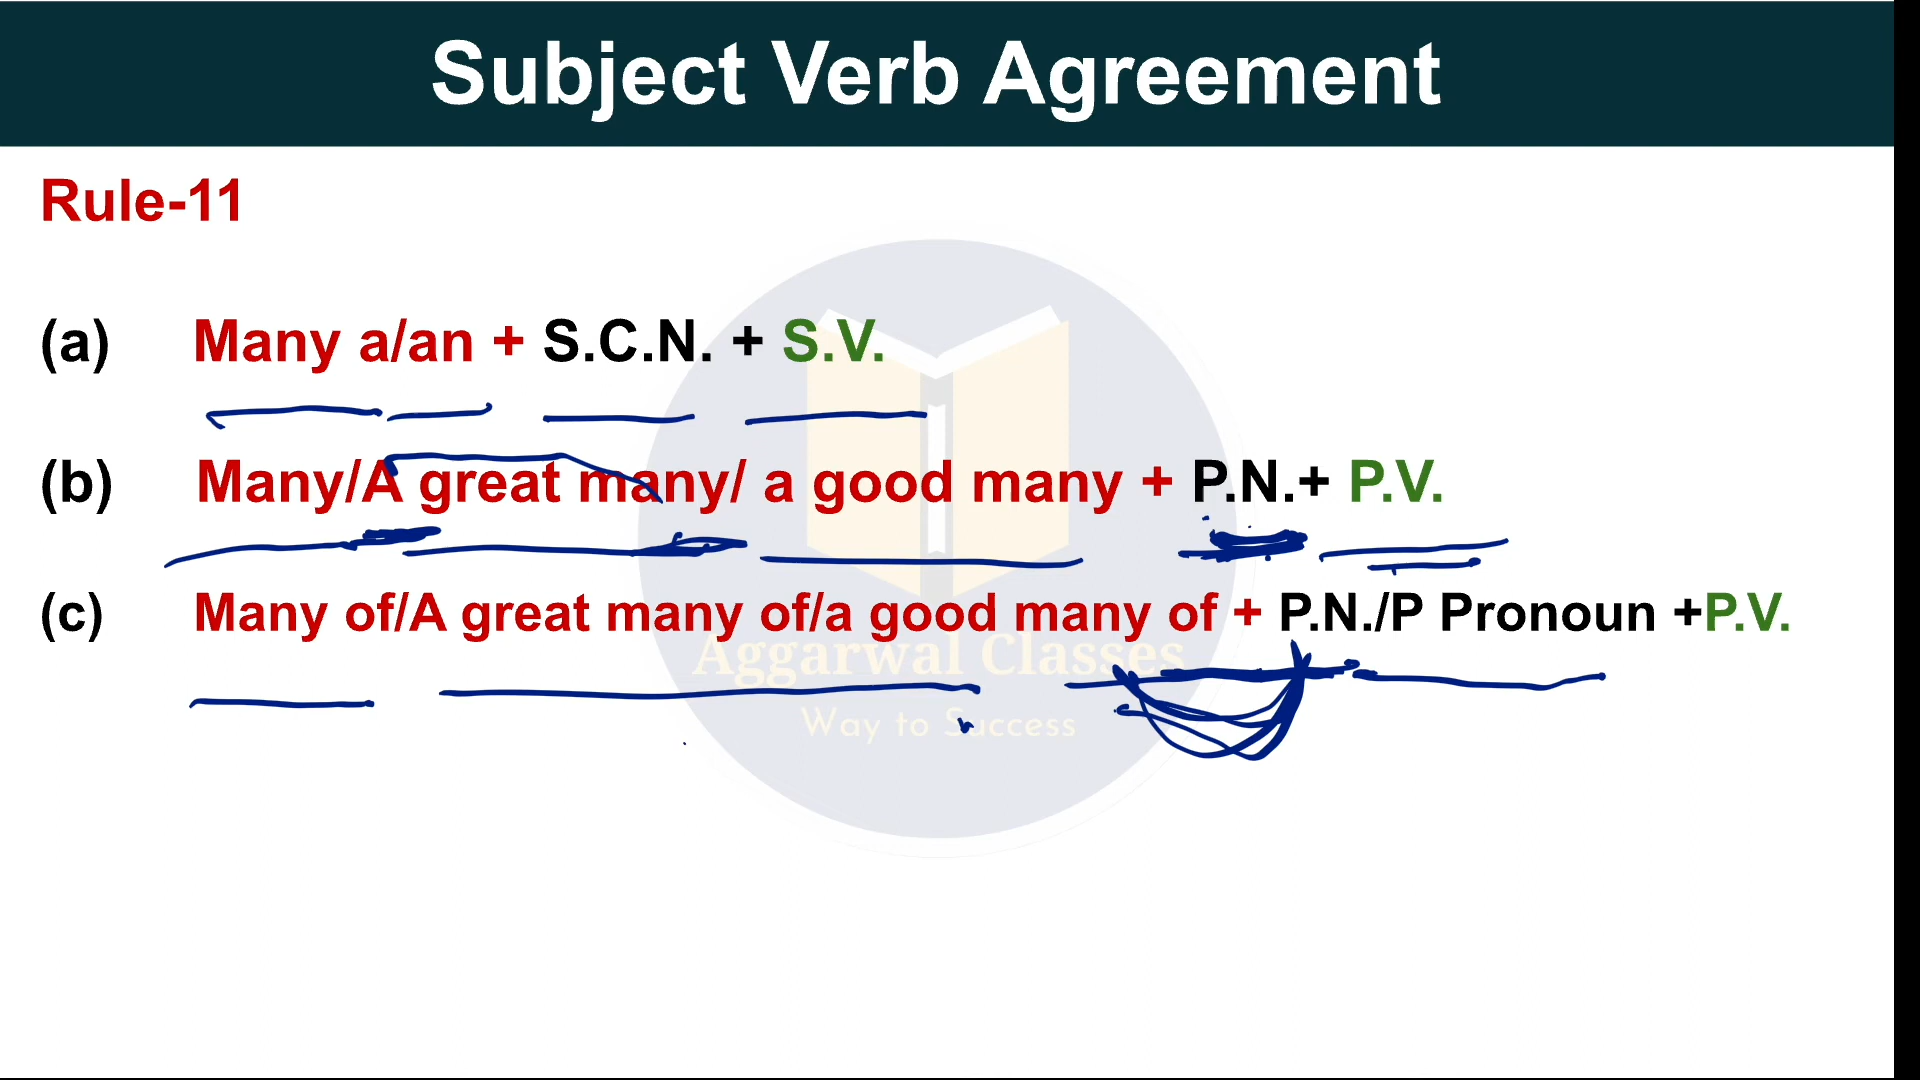 Subject Verb Agreement
Rule-11
(a) Many a/an + S.C.N. + S.V.
(b) Many/A great many/ a good many + P.N.+ P.V.
(c) Many of/A great many of/a good many of + P.N./P Pronoun +P.V.
Aggarwal Classes
Way to Success